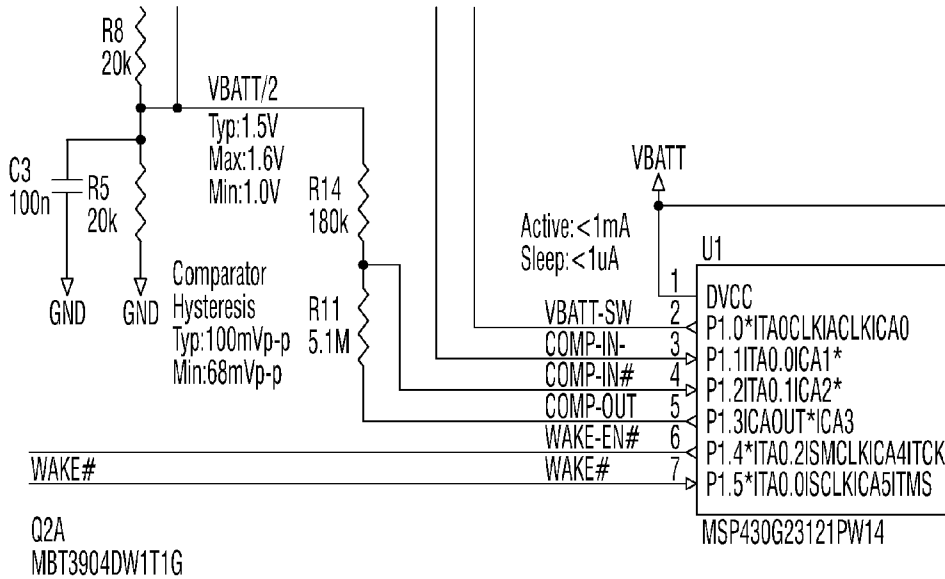 R8
20k
VBATT/2
Typ:1.5V
Max:1.6V
Min:1.0V
C3
100n
R5
20k
R14
180k
VBATT
Active:<1mA
Sleep:<1uA
U1
GND
GND
Comparator
Hysteresis
Typ:100mVp-p
Min:68mVp-p
R11
5.1M
1
DVCC
VBATT-SW
2
P1.0*ITA0CLKIACLKICA0
COMP-IN-
3
P1.1ITA0.0ICA1*
COMP-IN#
4
P1.2ITA0.1ICA2*
COMP-OUT
5
P1.3ICAOUT*ICA3
WAKE-EN#
6
P1.4*ITA0.2ISMCLKICA4ITCK
WAKE#
WAKE#
7
P1.5*ITA0.0ISCLKICA5ITMS
Q2A
MBT3904DW1T1G
MSP430G23121PW14